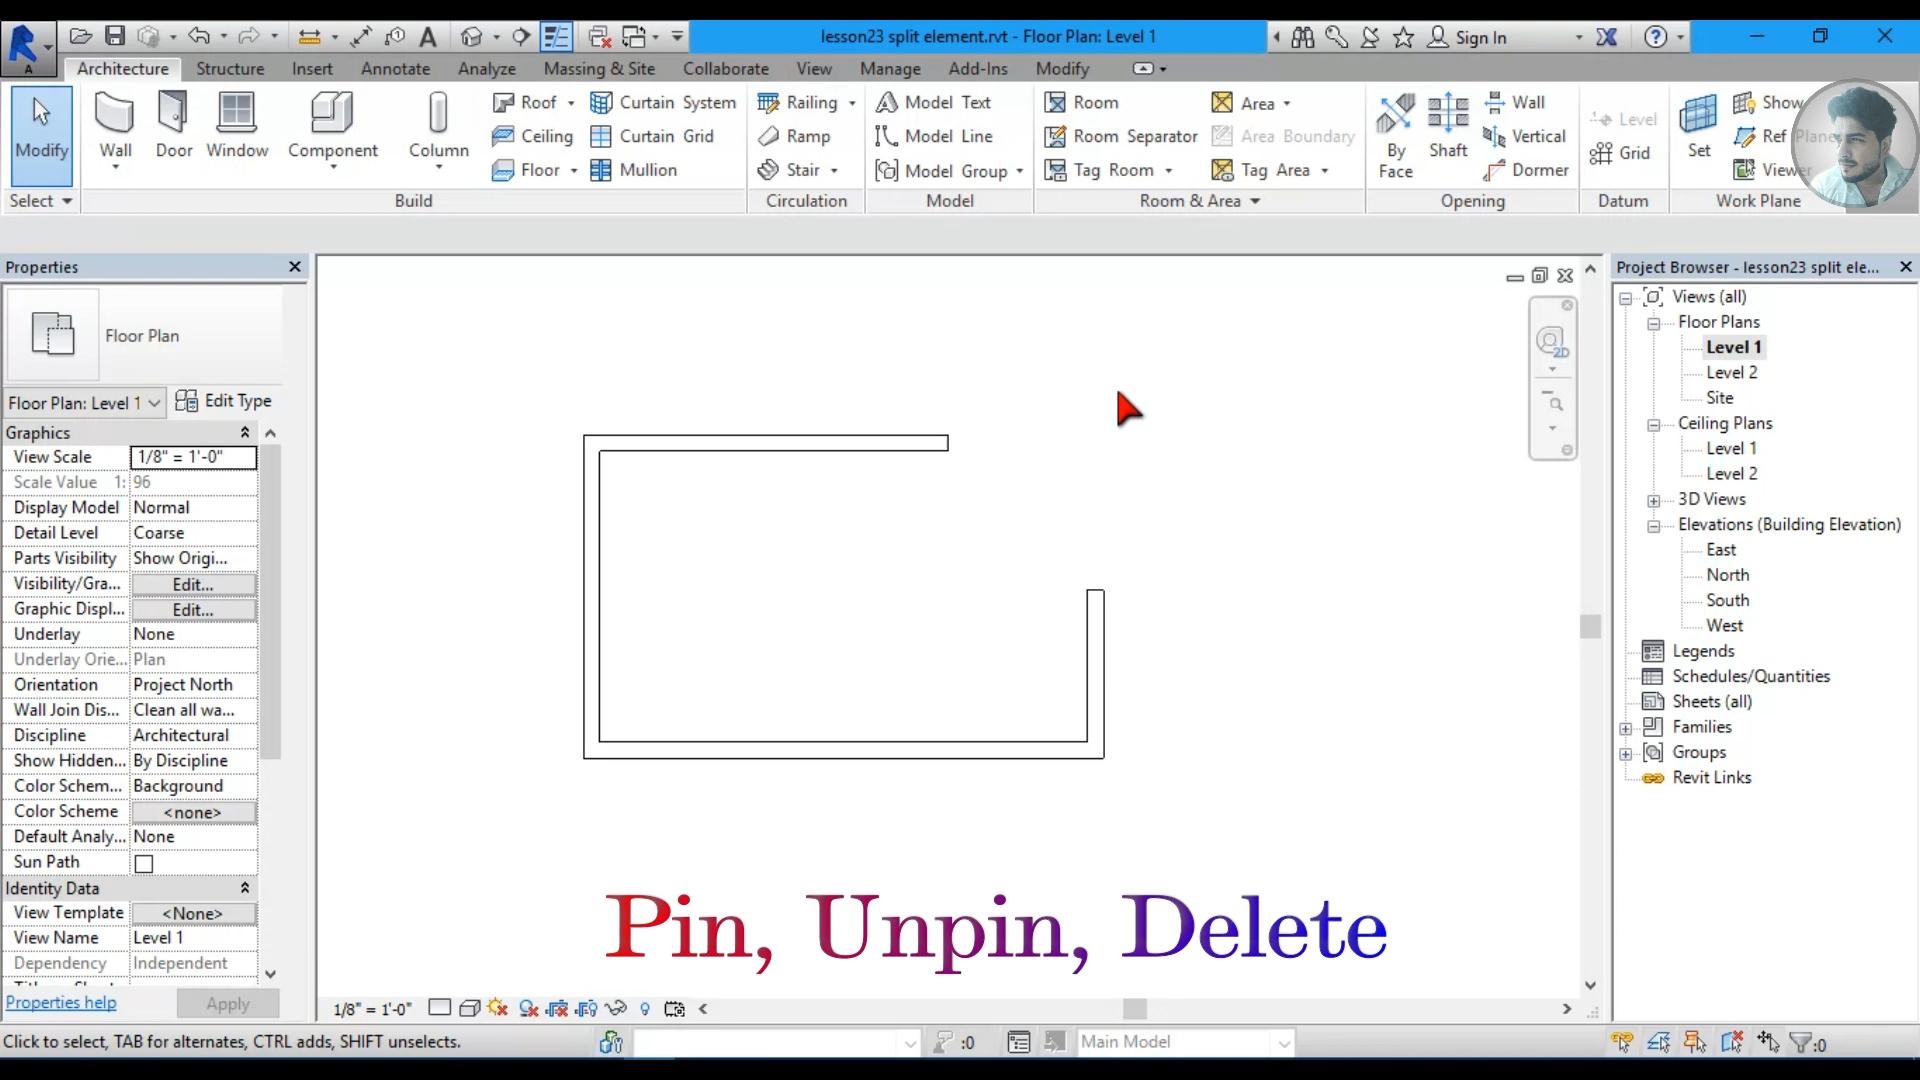 lesson23 split element.rvt - Floor Plan: Level 1
Sign In
A
Architecture Structure Insert Annotate Analyze Massing & Site Collaborate View Manage Add-Ins Modify
Modify
Wall
Door
Window
Component
Column
Roof
Ceiling
Floor
Curtain System
Curtain Grid
Mullion
Railing
Ramp
Stair
Model Text
Model Line
Model Group
Room
Room Separator
Tag Room
Area
Area Boundary
Tag Area
By Face
Shaft
Wall
Vertical
Dormer
Level
Grid
Set
Show
Ref Plane
Viewer
Select
Build
Circulation
Model
Room & Area
Opening
Datum
Work Plane
Properties
Floor Plan
Floor Plan: Level 1
Edit Type
Graphics
View Scale 1/8" = 1'-0"
Scale Value 1: 96
Display Model Normal
Detail Level Coarse
Parts Visibility Show Origi...
Visibility/Gra... Edit...
Graphic Displ... Edit...
Underlay None
Underlay Orie... Plan
Orientation Project North
Wall Join Dis... Clean all wa...
Discipline Architectural
Show Hidden... By Discipline
Color Schem... Background
Color Scheme <none>
Default Analy... None
Sun Path
Identity Data
View Template <None>
View Name Level 1
Dependency Independent
Properties help
Apply
2D
Pin, Unpin, Delete
1/8" = 1'-0"
Project Browser - lesson23 split ele...
Views (all)
Floor Plans
Level 1
Level 2
Site
Ceiling Plans
Level 1
Level 2
3D Views
Elevations (Building Elevation)
East
North
South
West
Legends
Schedules/Quantities
Sheets (all)
Families
Groups
Revit Links
Click to select, TAB for alternates, CTRL adds, SHIFT unselects.
:0
Main Model
:0